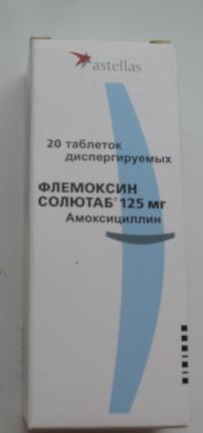 astellas
20 таблеток
диспергируемых
ФЛЕМОКСИН
СОЛЮТАБ® 125 мг
Амоксициллин